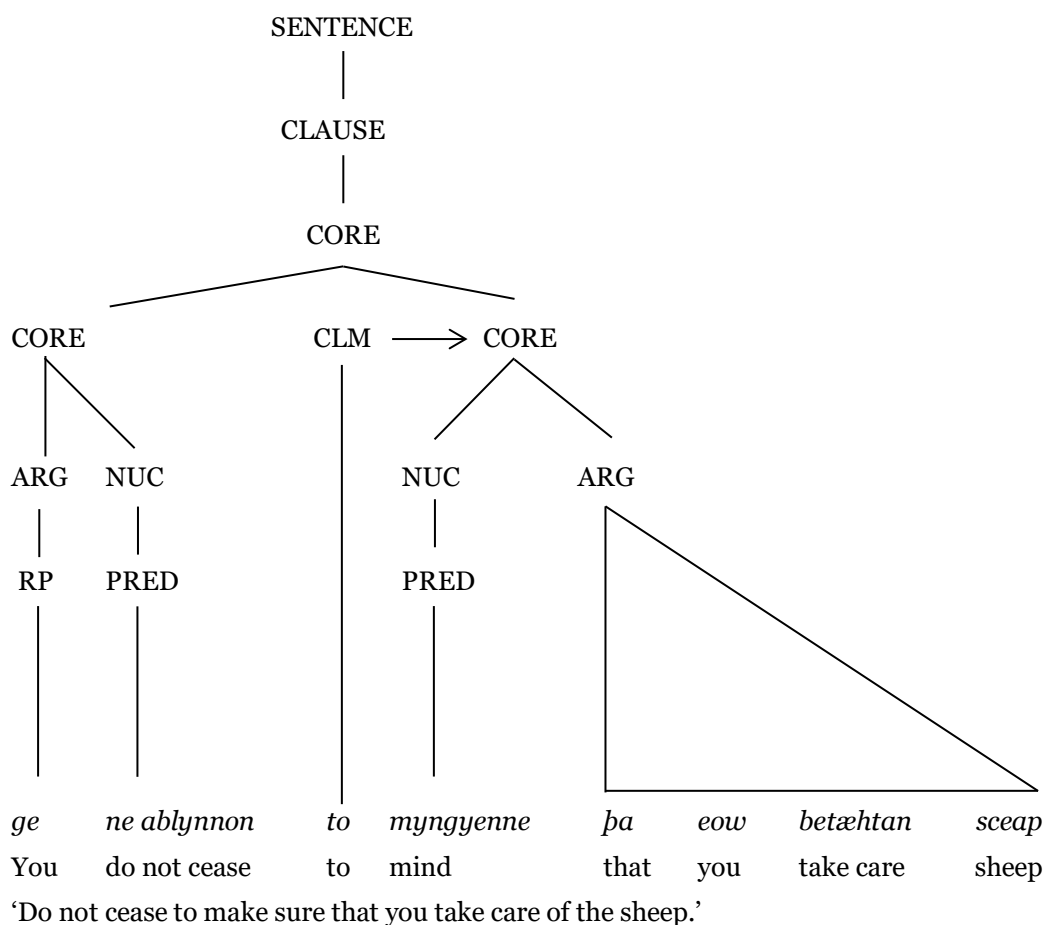 SENTENCE
CLAUSE
CORE
CORE CLM CORE
ARG NUC NUC ARG
RP PRED PRED
ge ne ablynnon to myngyenne þa eow betæhtan sceap
You do not cease to mind that you take care sheep
‘Do not cease to make sure that you take care of the sheep.’